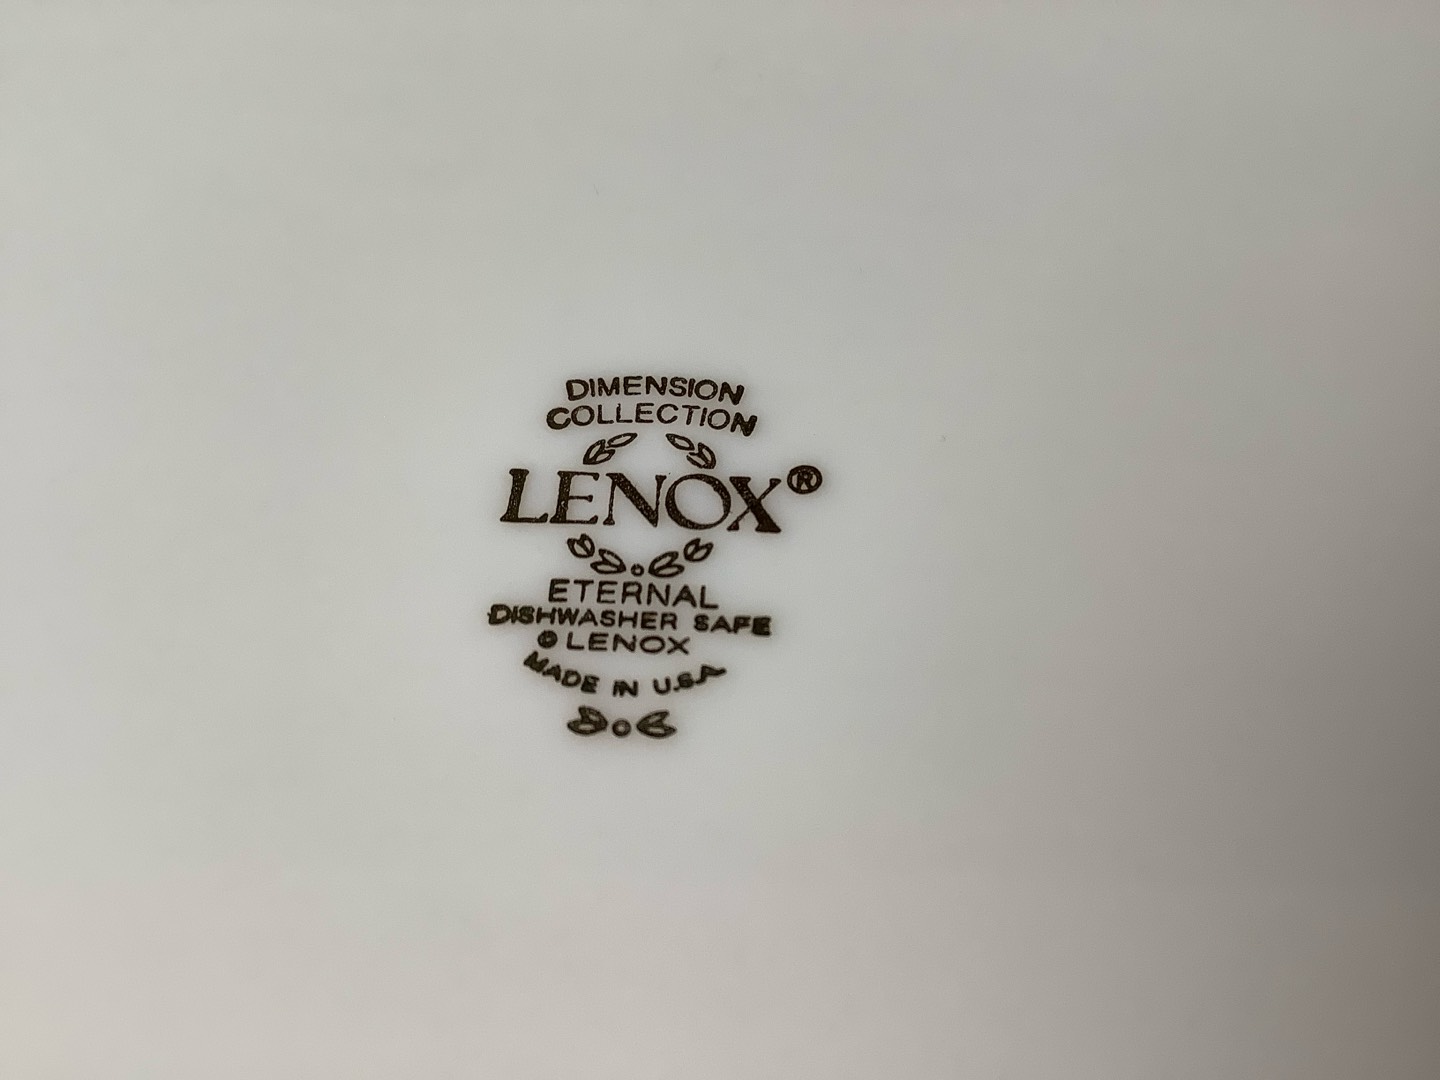 DIMENSION
COLLECTION
LENOX®
ETERNAL
DISHWASHER SAFE
© LENOX
MADE IN U.S.A